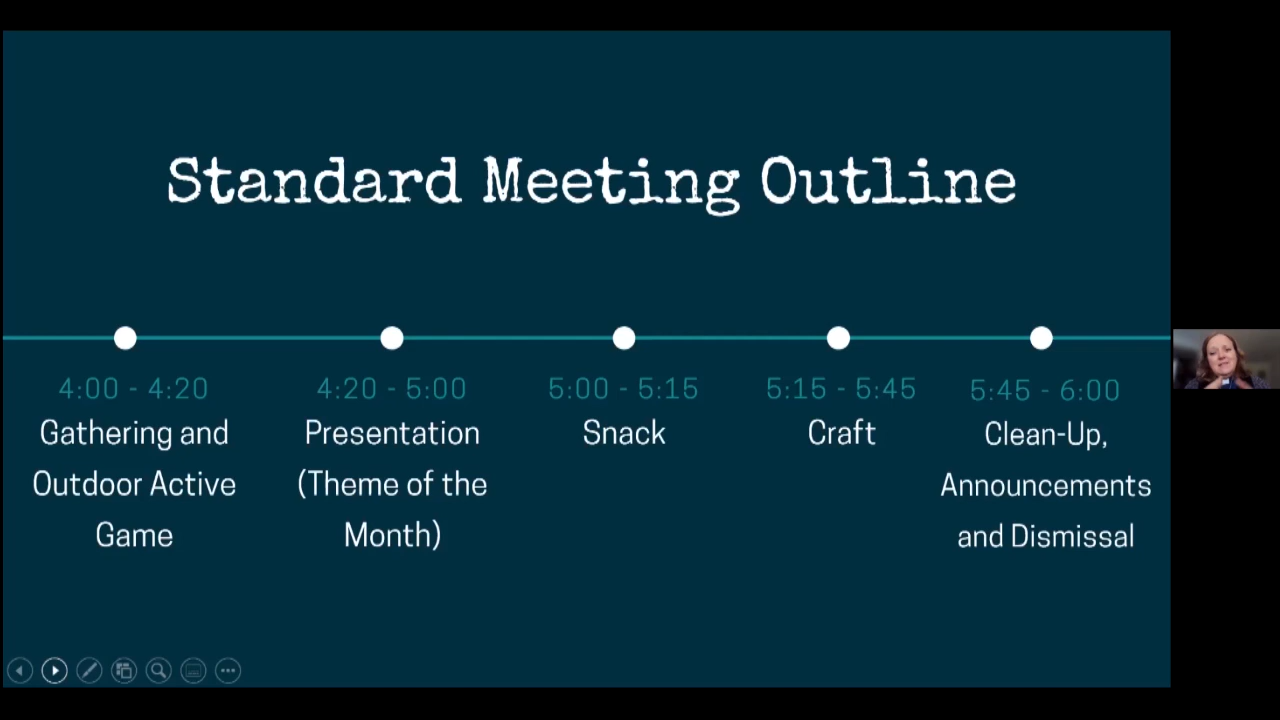 Standard Meeting Outline
4:00 - 4:20
Gathering and
Outdoor Active
Game
4:20 - 5:00
Presentation
(Theme of the
Month)
5:00 - 5:15
Snack
5:15 - 5:45
Craft
5:45 - 6:00
Clean-Up,
Announcements
and Dismissal